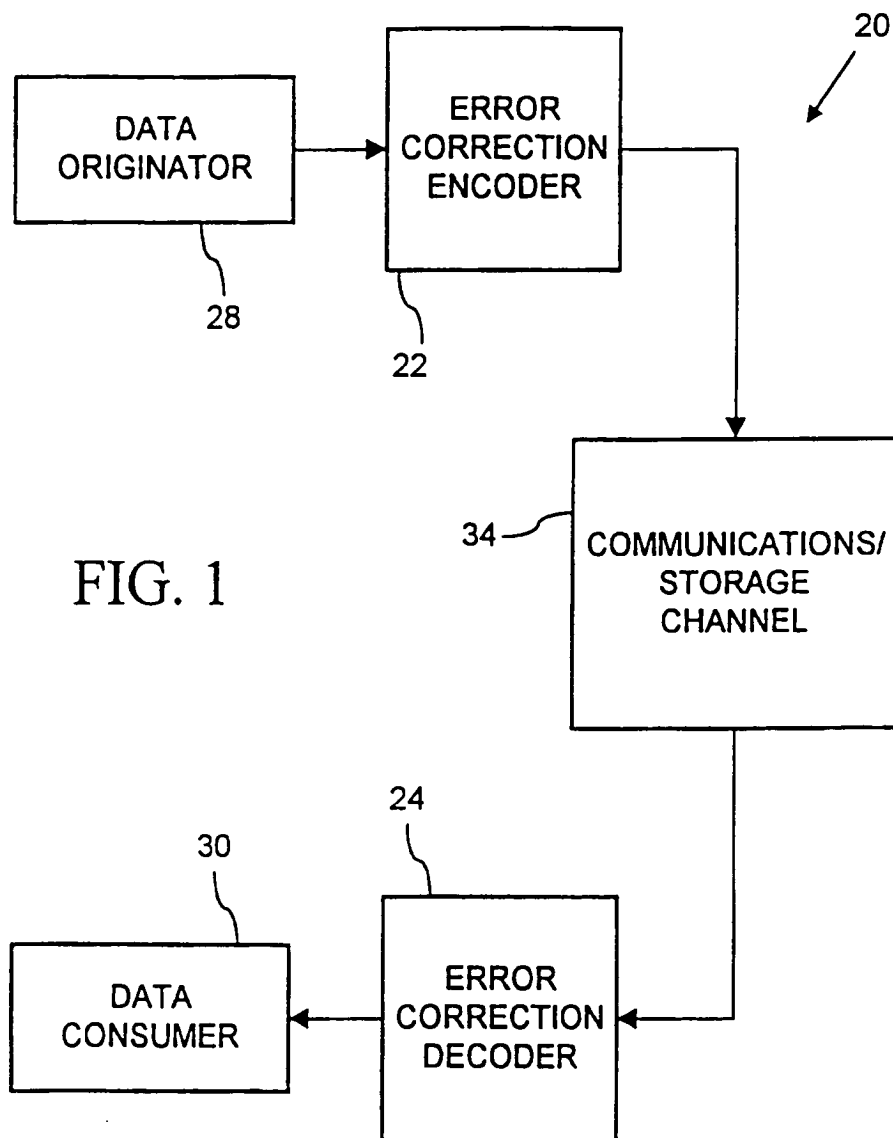 20
DATA
ORIGINATOR
ERROR
CORRECTION
ENCODER
28
22
34
COMMUNICATIONS/
STORAGE
CHANNEL
FIG. 1
24
30
DATA
CONSUMER
ERROR
CORRECTION
DECODER